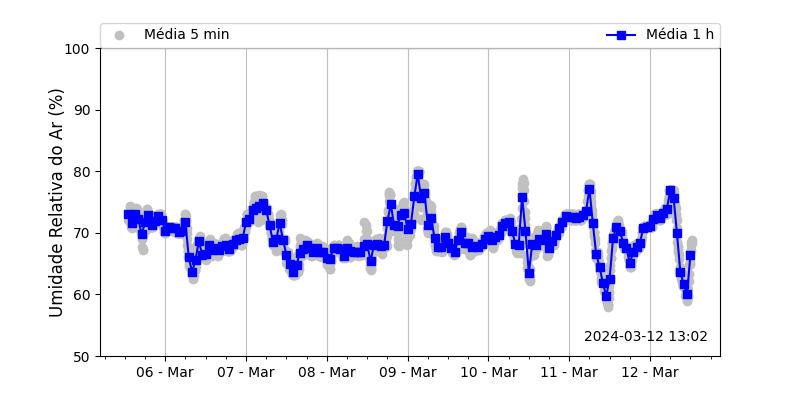 Média 5 min
Média 1 h
Umidade Relativa do Ar (%)
100
90
80
70
60
50
2024-03-12 13:02
06 - Mar
07 - Mar
08 - Mar
09 - Mar
10 - Mar
11 - Mar
12 - Mar